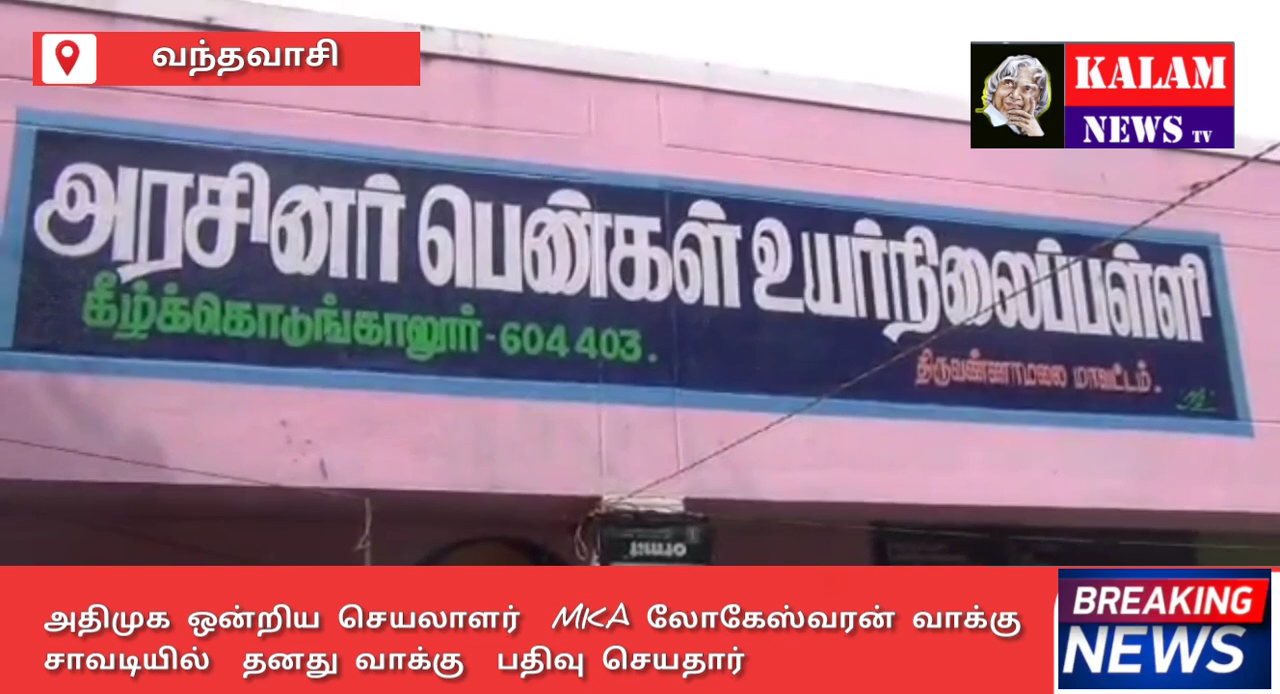 வந்தவாசி
KALAM
NEWS TV
அரசினர் பெண்கள் உயர்நிலைப்பள்ளி
கீழ்க்கொடுங்காலூர் - 604 403.
திருவண்ணாமலை மாவட்டம்.
அதிமுக ஒன்றிய செயலாளர் MKA லோகேஸ்வரன் வாக்கு
சாவடியில் தனது வாக்கு பதிவு செயதார்
BREAKING
NEWS